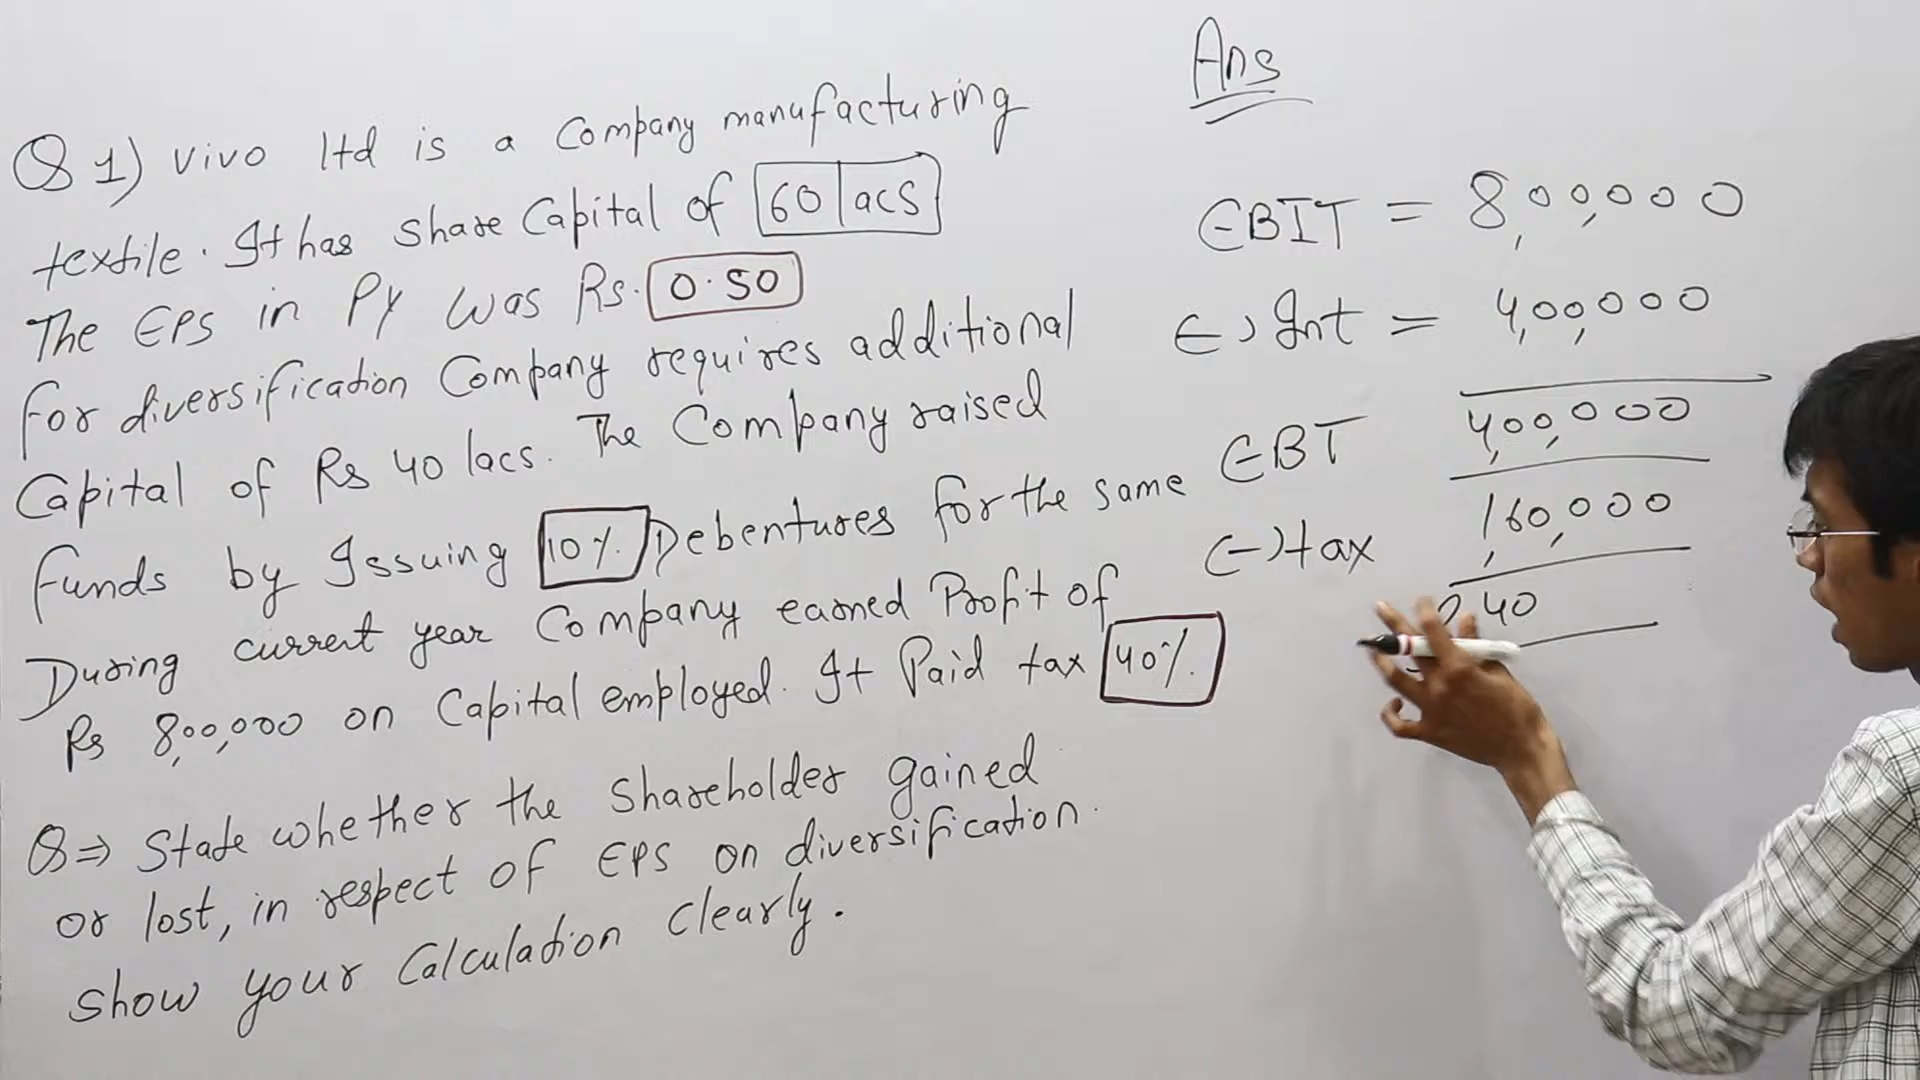 Q 1) Vivo ltd is a Company manufacturing
textile. It has Share Capital of 60 lacs
The EPS in PY was Rs. 0.50
For diversification Company requires additional
Capital of Rs 40 lacs. The Company raised
funds by Issuing 10% Debentures for the same
During current year Company earned Profit of
Rs 8,00,000 on Capital employed. It Paid tax 40%.
Q ⇒ State whether the Shareholder gained
or lost, in respect of EPS on diversification.
Show your Calculation Clearly.
Ans
EBIT = 8,00,000
(-) Int = 4,00,000
EBT 4,00,000
(-) tax 1,60,000
2,40